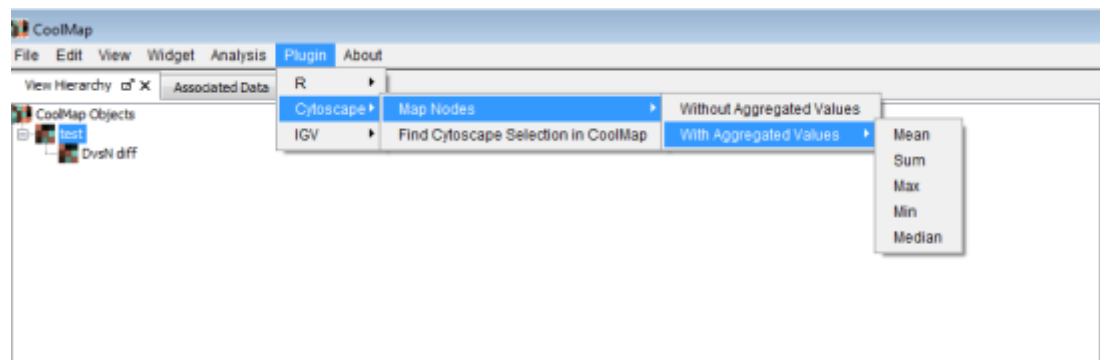 CoolMap
File Edit View Widget Analysis Plugin About
View Hierarchy Associated Data
R
CoolMap Objects
Cytoscape Map Nodes Without Aggregated Values
test
IGV Find Cytoscape Selection in CoolMap With Aggregated Values Mean
DvsN diff
Sum
Max
Min
Median